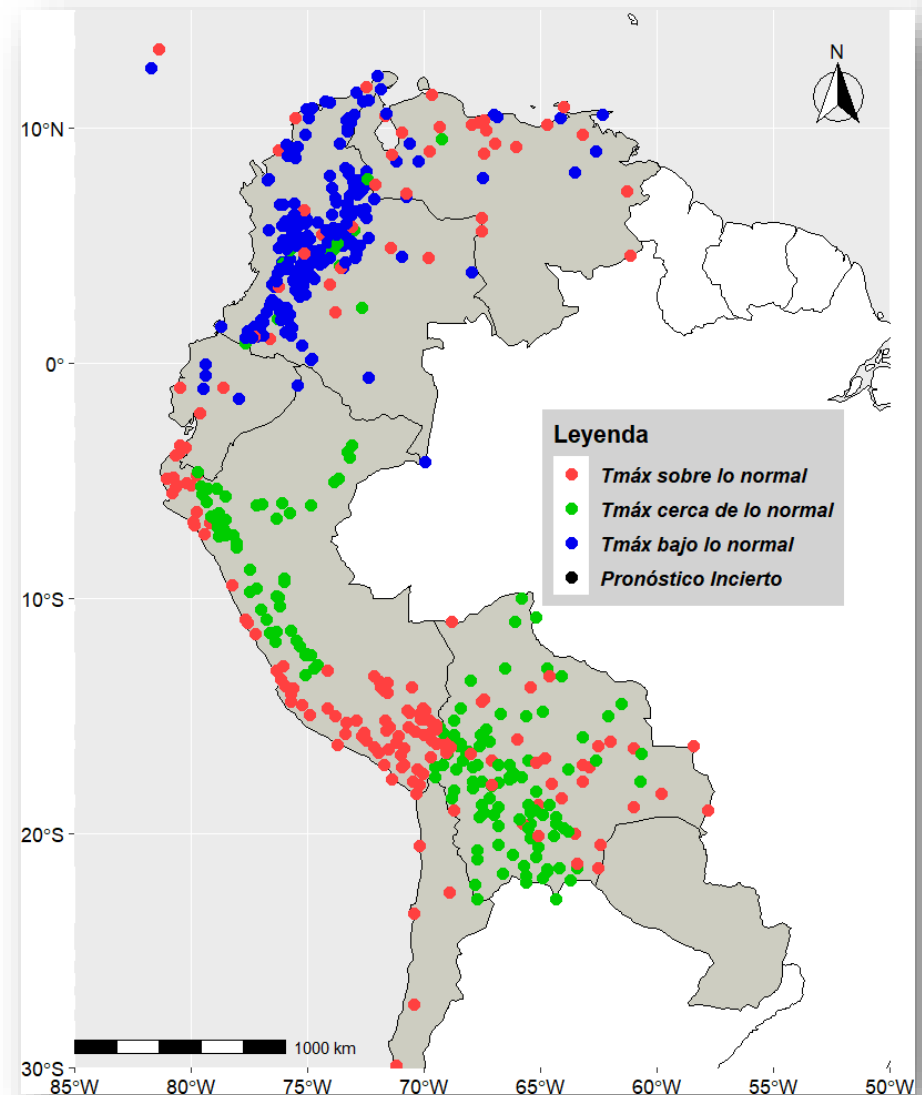 N
10°N
0°
10°S
20°S
30°S
Leyenda
Tmáx sobre lo normal
Tmáx cerca de lo normal
Tmáx bajo lo normal
Pronóstico Incierto
1000 km
85°W 80°W 75°W 70°W 65°W 60°W 55°W 50°W